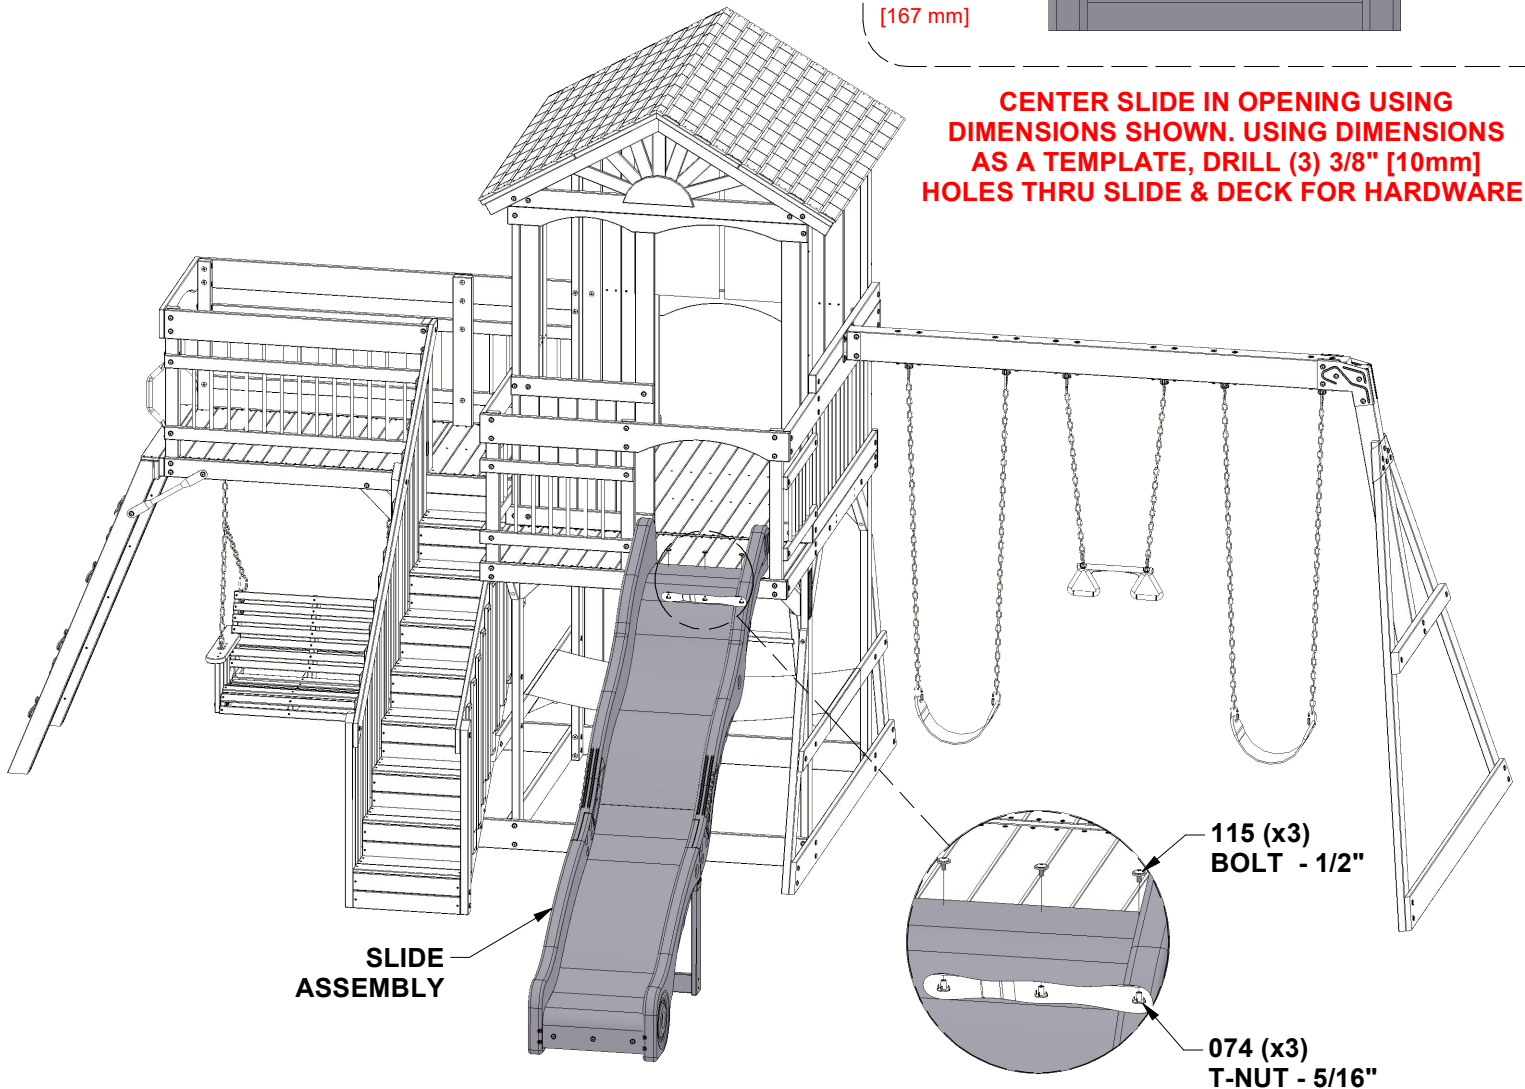 [167 mm]
CENTER SLIDE IN OPENING USING
DIMENSIONS SHOWN. USING DIMENSIONS
AS A TEMPLATE, DRILL (3) 3/8" [10mm]
HOLES THRU SLIDE & DECK FOR HARDWARE
115 (x3)
BOLT - 1/2"
SLIDE
ASSEMBLY
074 (x3)
T-NUT - 5/16"